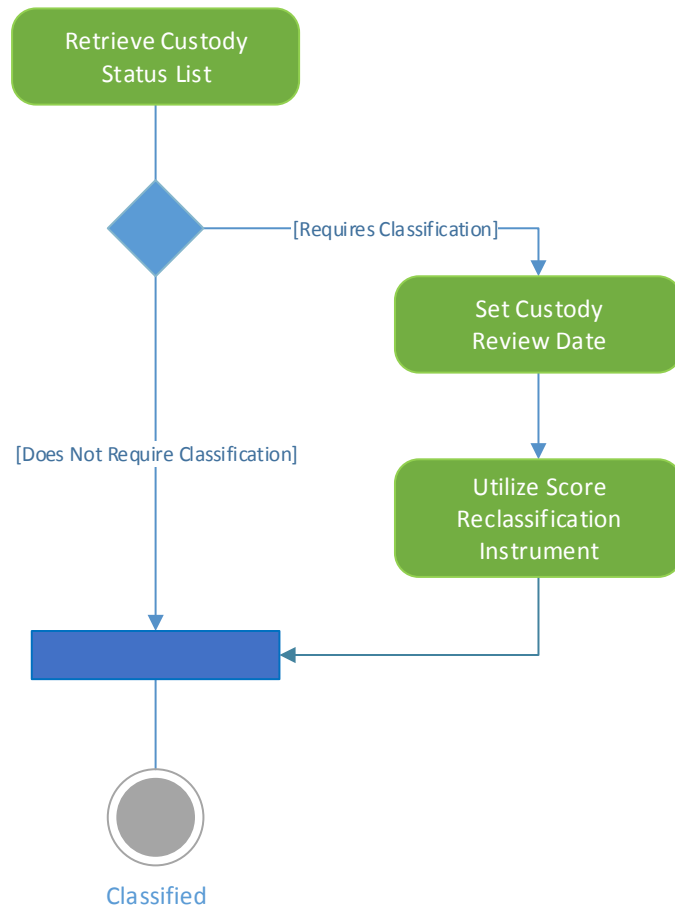 Retrieve Custody
Status List
[Requires Classification]
Set Custody
Review Date
[Does Not Require Classification]
Utilize Score
Reclassification
Instrument
Classified